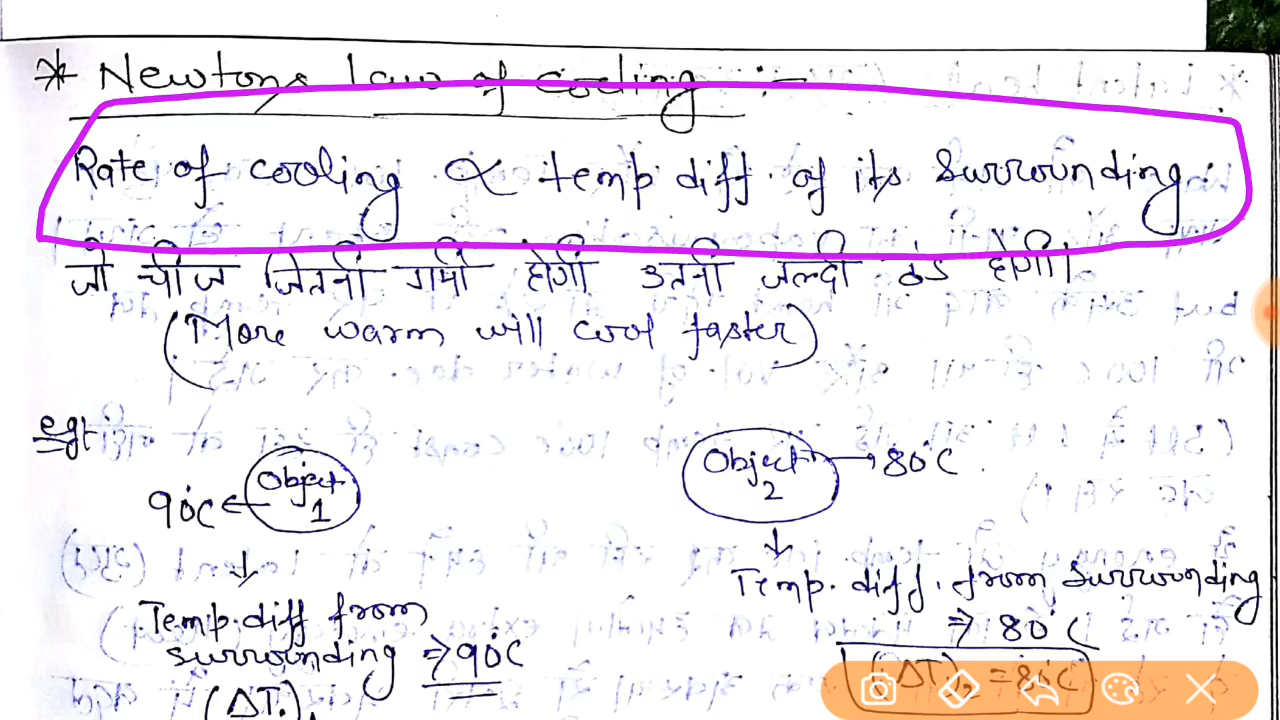 * Newtons law of cooling :-
Rate of cooling ∝ temp diff. of its surrounding.
जो चीज जितनी गर्मी होगी उतनी जल्दी ठंड होगी।
(More warm will cool faster)
eg:
Object 1
90°C ←
Object 2
→ 80°C
↓
Temp. diff from
surrounding ⇒ 90°C
(ΔT)1
↓
Temp. diff. from surrounding
⇒ 80°C
(ΔT)2 = 80°C